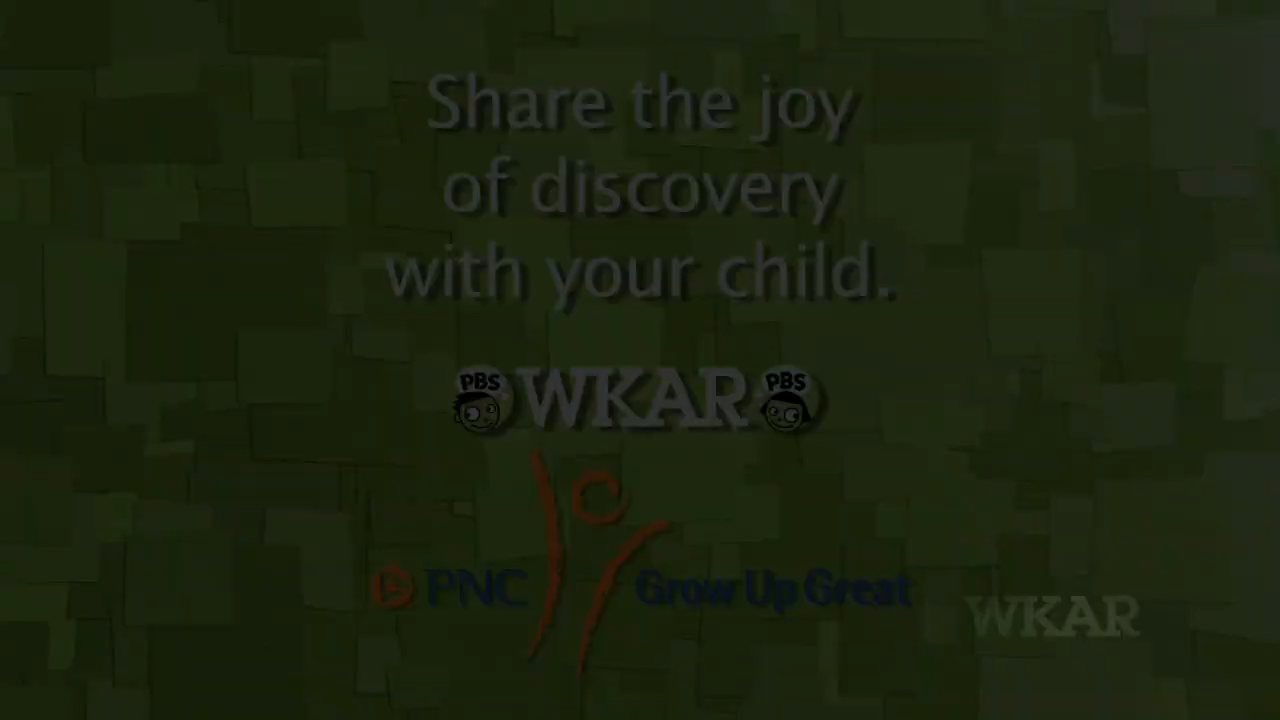 Share the joy
of discovery
with your child.
PBS WKAR PBS
PNC Grow Up Great
WKAR